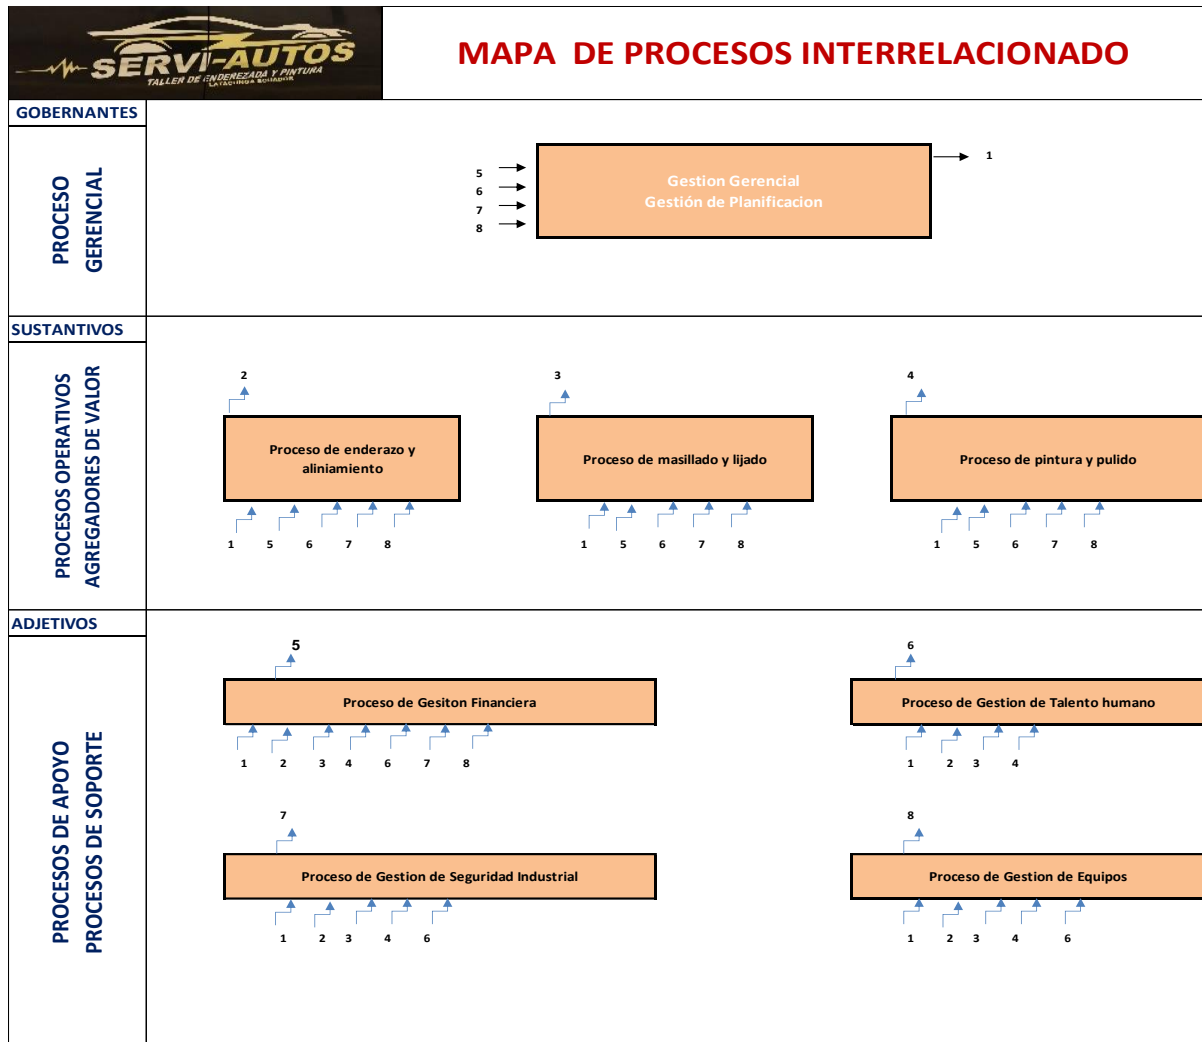 SERVI-AUTOS
TALLER DE ENDEREZADA Y PINTURA
LATACUNGA ECUADOR
MAPA DE PROCESOS INTERRELACIONADO
GOBERNANTES
PROCESO
GERENCIAL
5
6
7
8
Gestion Gerencial
Gestión de Planificacion
1
SUSTANTIVOS
PROCESOS OPERATIVOS
AGREGADORES DE VALOR
2
3
4
Proceso de enderazo y
aliniamiento
Proceso de masillado y lijado
Proceso de pintura y pulido
1 5 6 7 8
1 5 6 7 8
1 5 6 7 8
ADJETIVOS
PROCESOS DE APOYO
PROCESOS DE SOPORTE
5
6
Proceso de Gesiton Financiera
Proceso de Gestion de Talento humano
1 2 3 4 6 7 8
1 2 3 4
7
8
Proceso de Gestion de Seguridad Industrial
Proceso de Gestion de Equipos
1 2 3 4 6
1 2 3 4 6